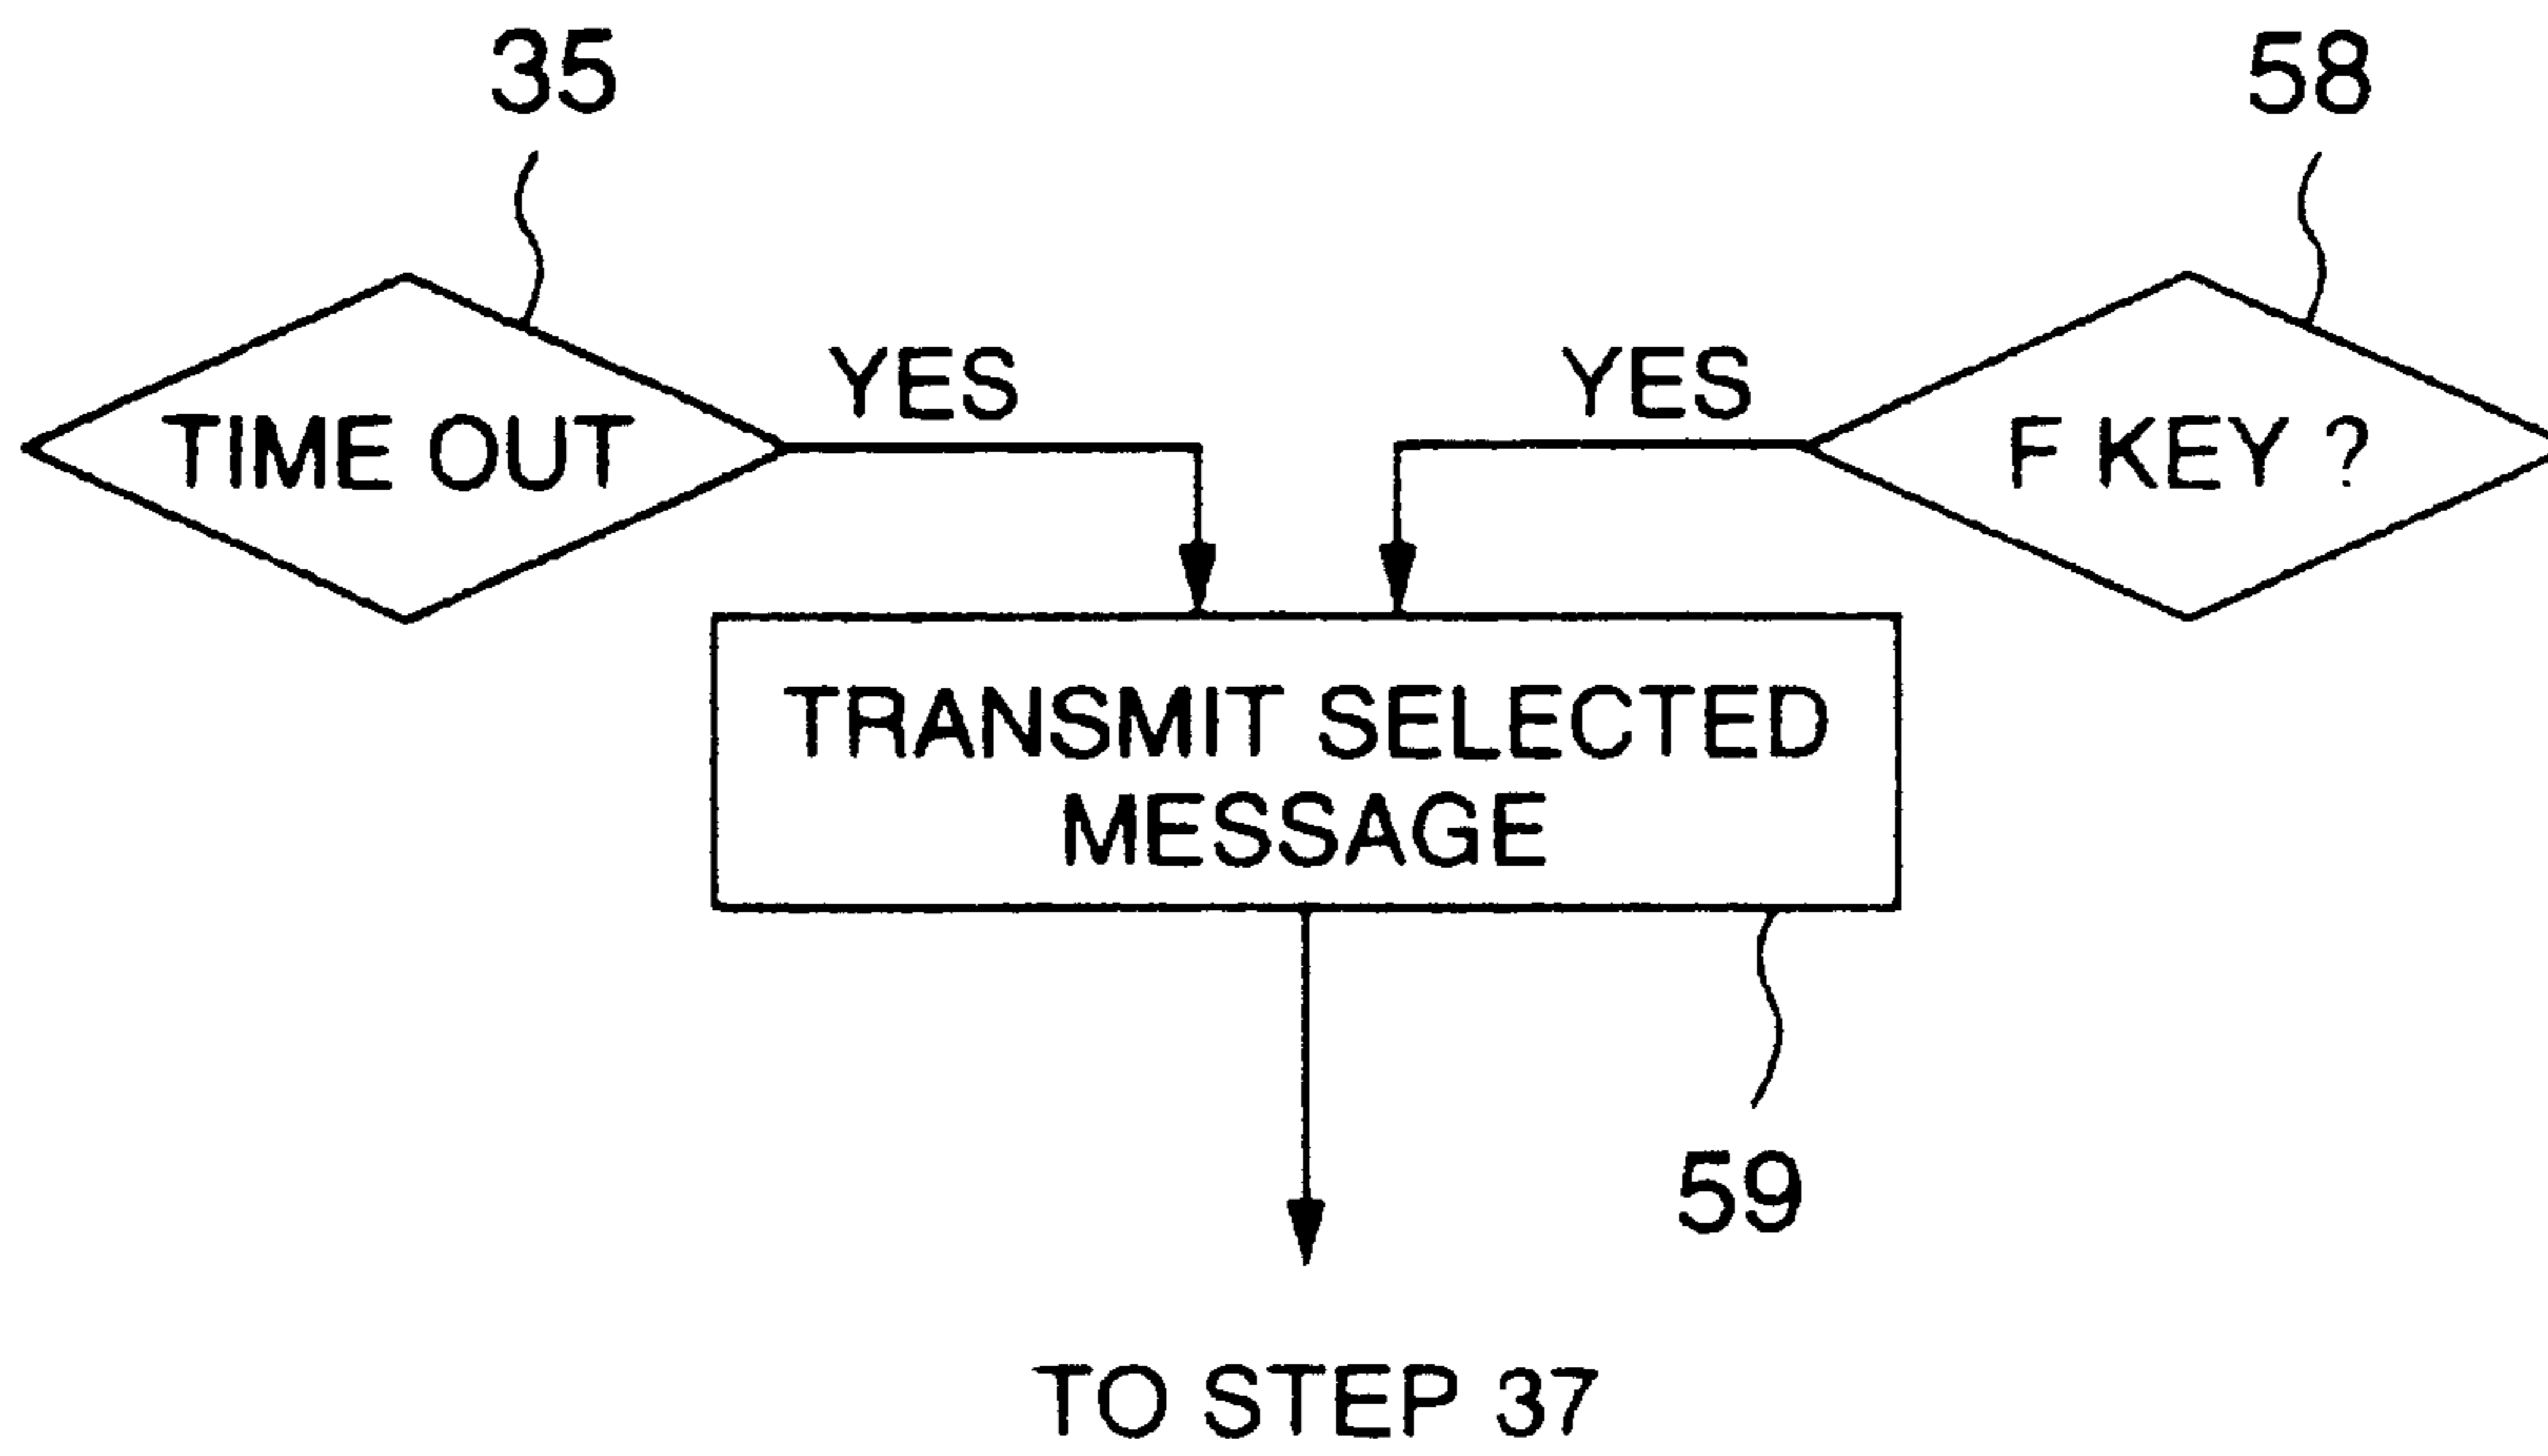 35
58
YES
YES
TIME OUT
F KEY ?
TRANSMIT SELECTED
MESSAGE
59
TO STEP 37